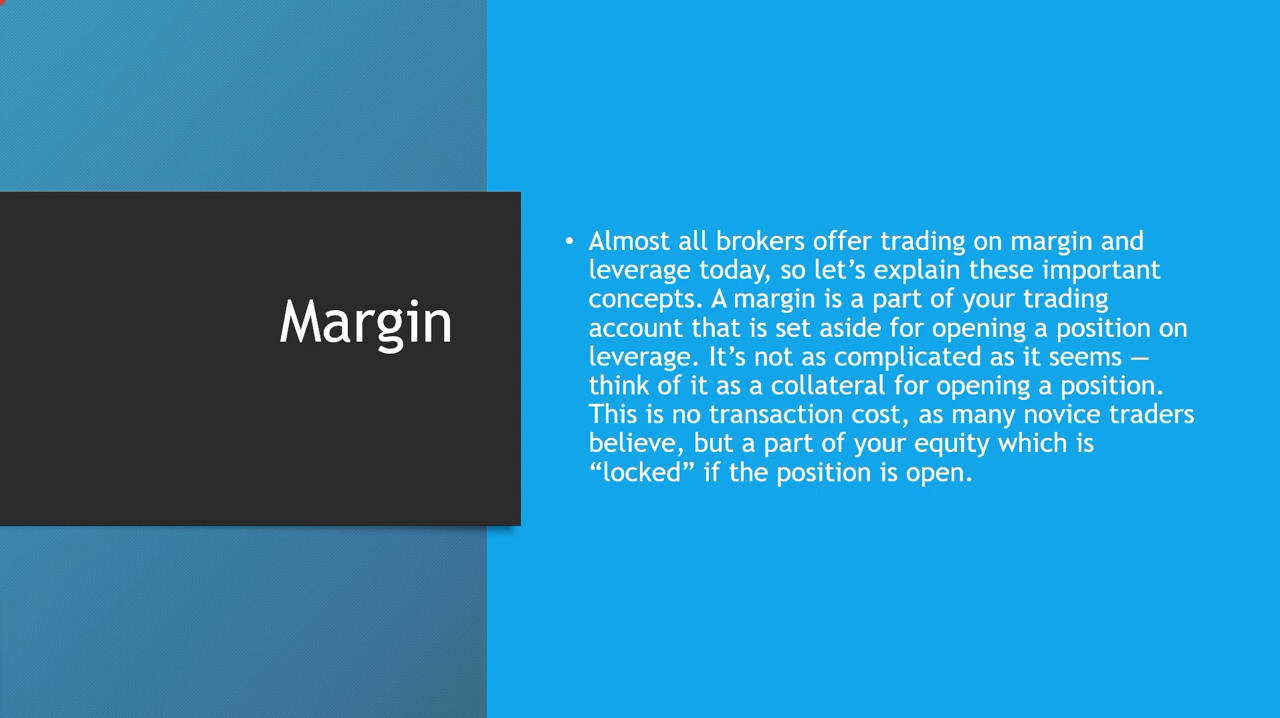 Margin
• Almost all brokers offer trading on margin and
leverage today, so let’s explain these important
concepts. A margin is a part of your trading
account that is set aside for opening a position on
leverage. It’s not as complicated as it seems —
think of it as a collateral for opening a position.
This is no transaction cost, as many novice traders
believe, but a part of your equity which is
“locked” if the position is open.